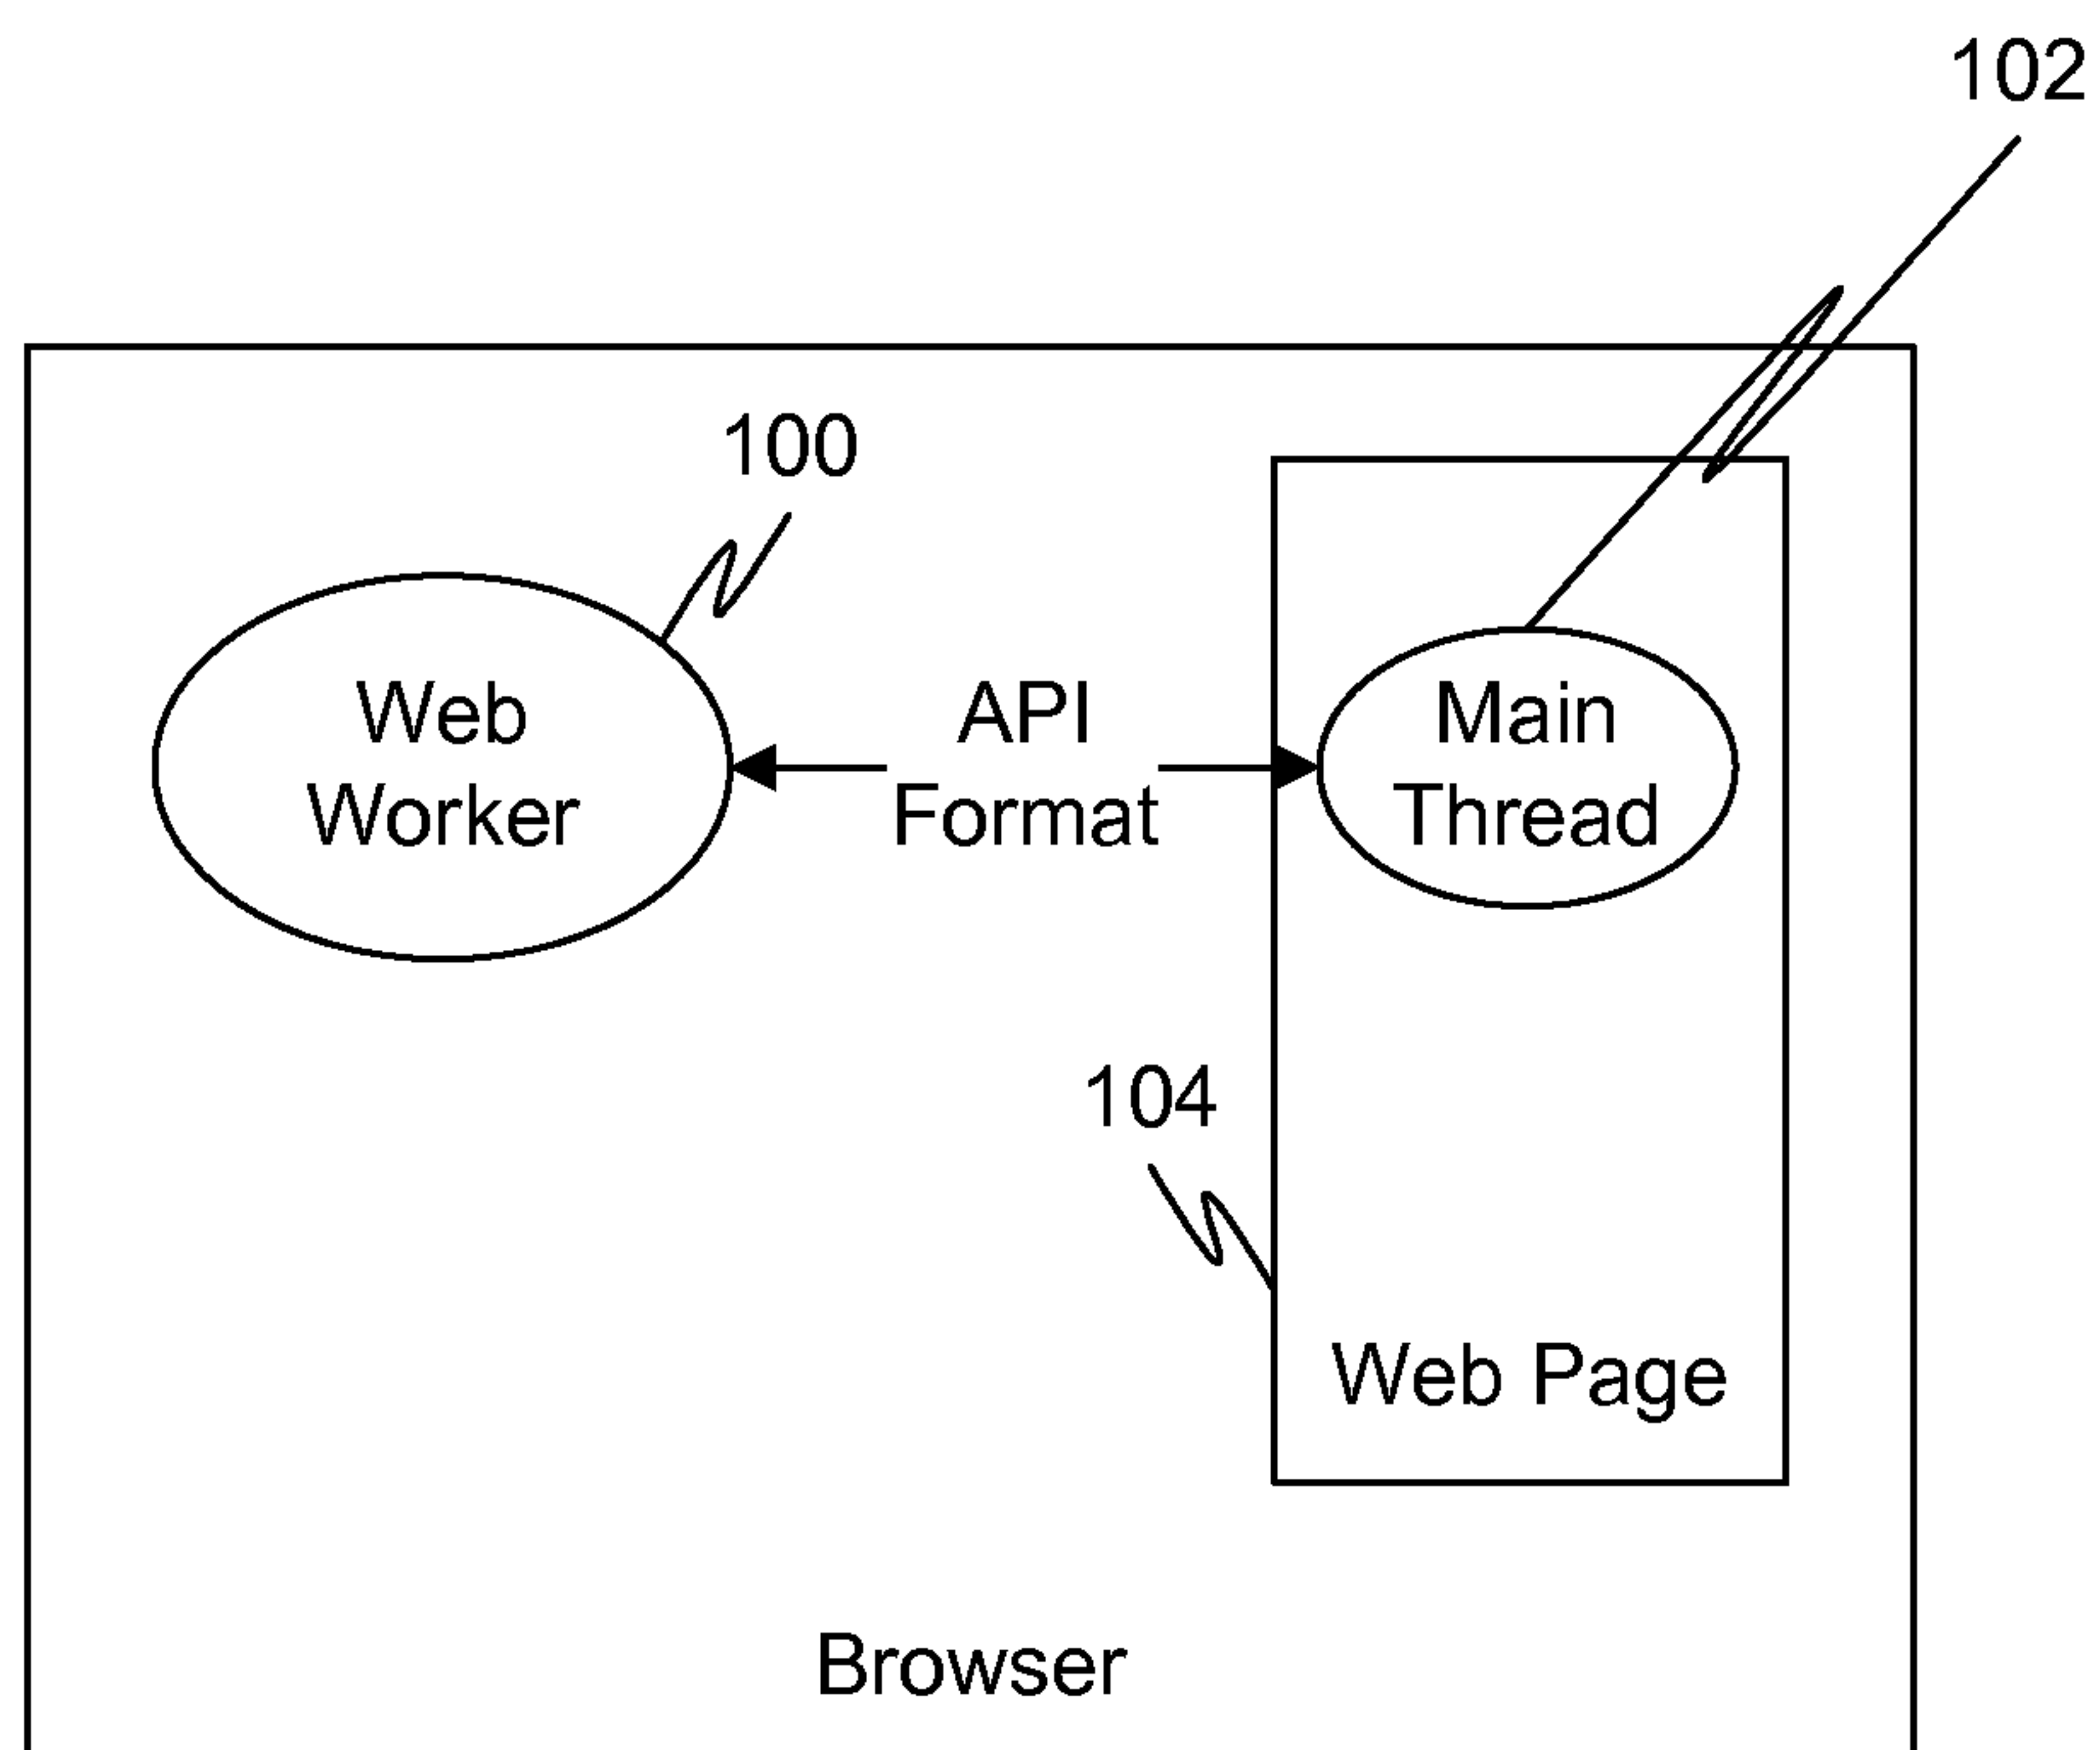 102
100
Web
Worker
API
Format
Main
Thread
104
Web Page
Browser